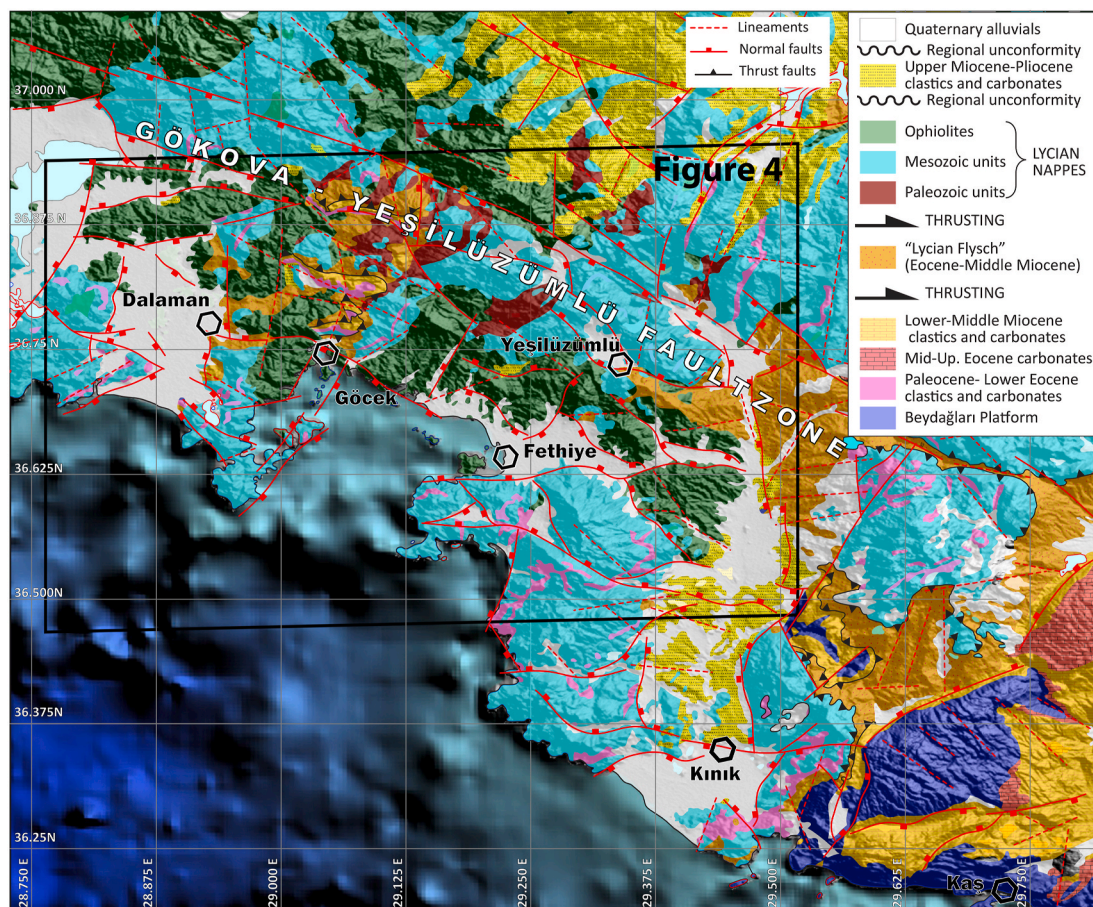 Lineaments
Normal faults
Thrust faults
Quaternary alluvials
Regional unconformity
Upper Miocene-Pliocene
clastics and carbonates
Regional unconformity
Ophiolites
Mesozoic units
Paleozoic units
LYCIAN
NAPPES
THRUSTING
“Lycian Flysch”
(Eocene-Middle Miocene)
THRUSTING
Lower-Middle Miocene
clastics and carbonates
Mid-Up. Eocene carbonates
Paleocene- Lower Eocene
clastics and carbonates
Beydağları Platform
37.000 N
GÖKOVA - YEŞİLÜZÜMLÜ FAULT ZONE
Figure 4
36.875 N
Dalaman
36.75 N
Yeşilüzümlü
Göcek
Fethiye
36.625 N
36.500 N
36.375N
Kınık
36.25N
Kaş
28.750 E
28.875 E
29.000 E
29.125 E
29.250 E
29.375 E
29.500 E
29.625 E
29.750 E